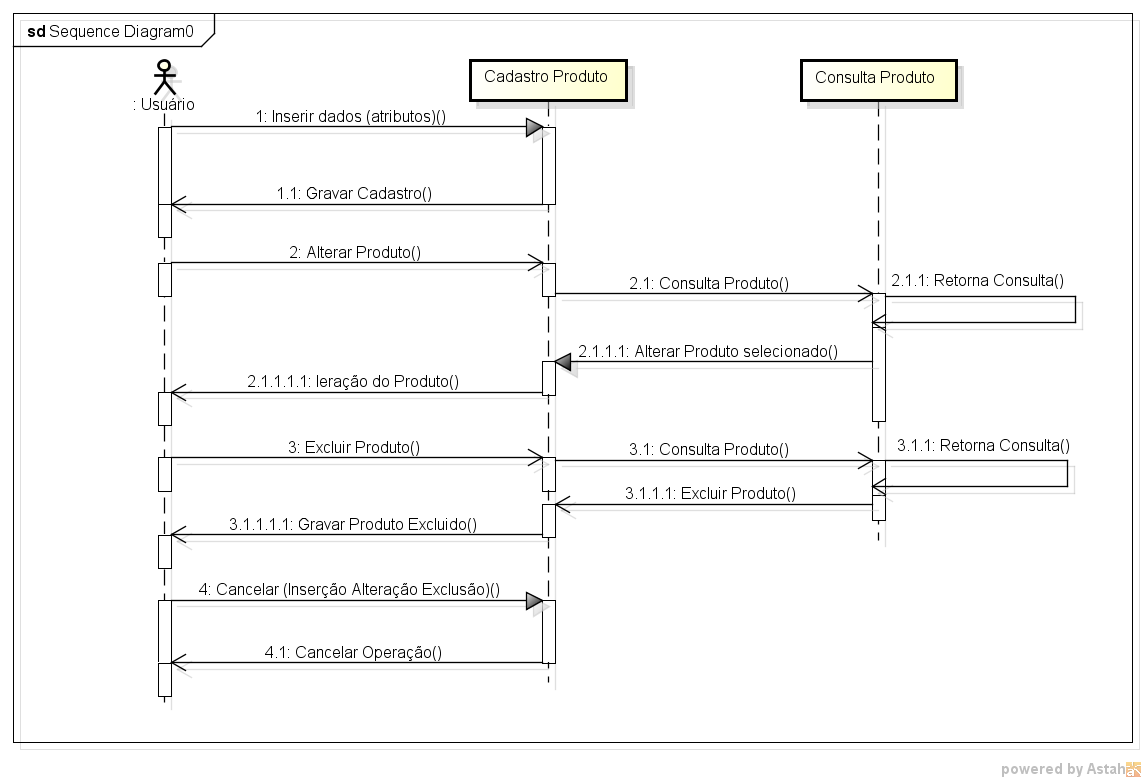 sd Sequence Diagram0
: Usuário
Cadastro Produto
Consulta Produto
1: Inserir dados (atributos)()
1.1: Gravar Cadastro()
2: Alterar Produto()
2.1: Consulta Produto()
2.1.1: Retorna Consulta()
2.1.1.1: Alterar Produto selecionado()
2.1.1.1.1: leração do Produto()
3: Excluir Produto()
3.1: Consulta Produto()
3.1.1: Retorna Consulta()
3.1.1.1: Excluir Produto()
3.1.1.1.1: Gravar Produto Excluido()
4: Cancelar (Inserção Alteração Exclusão)()
4.1: Cancelar Operação()
powered by Astah